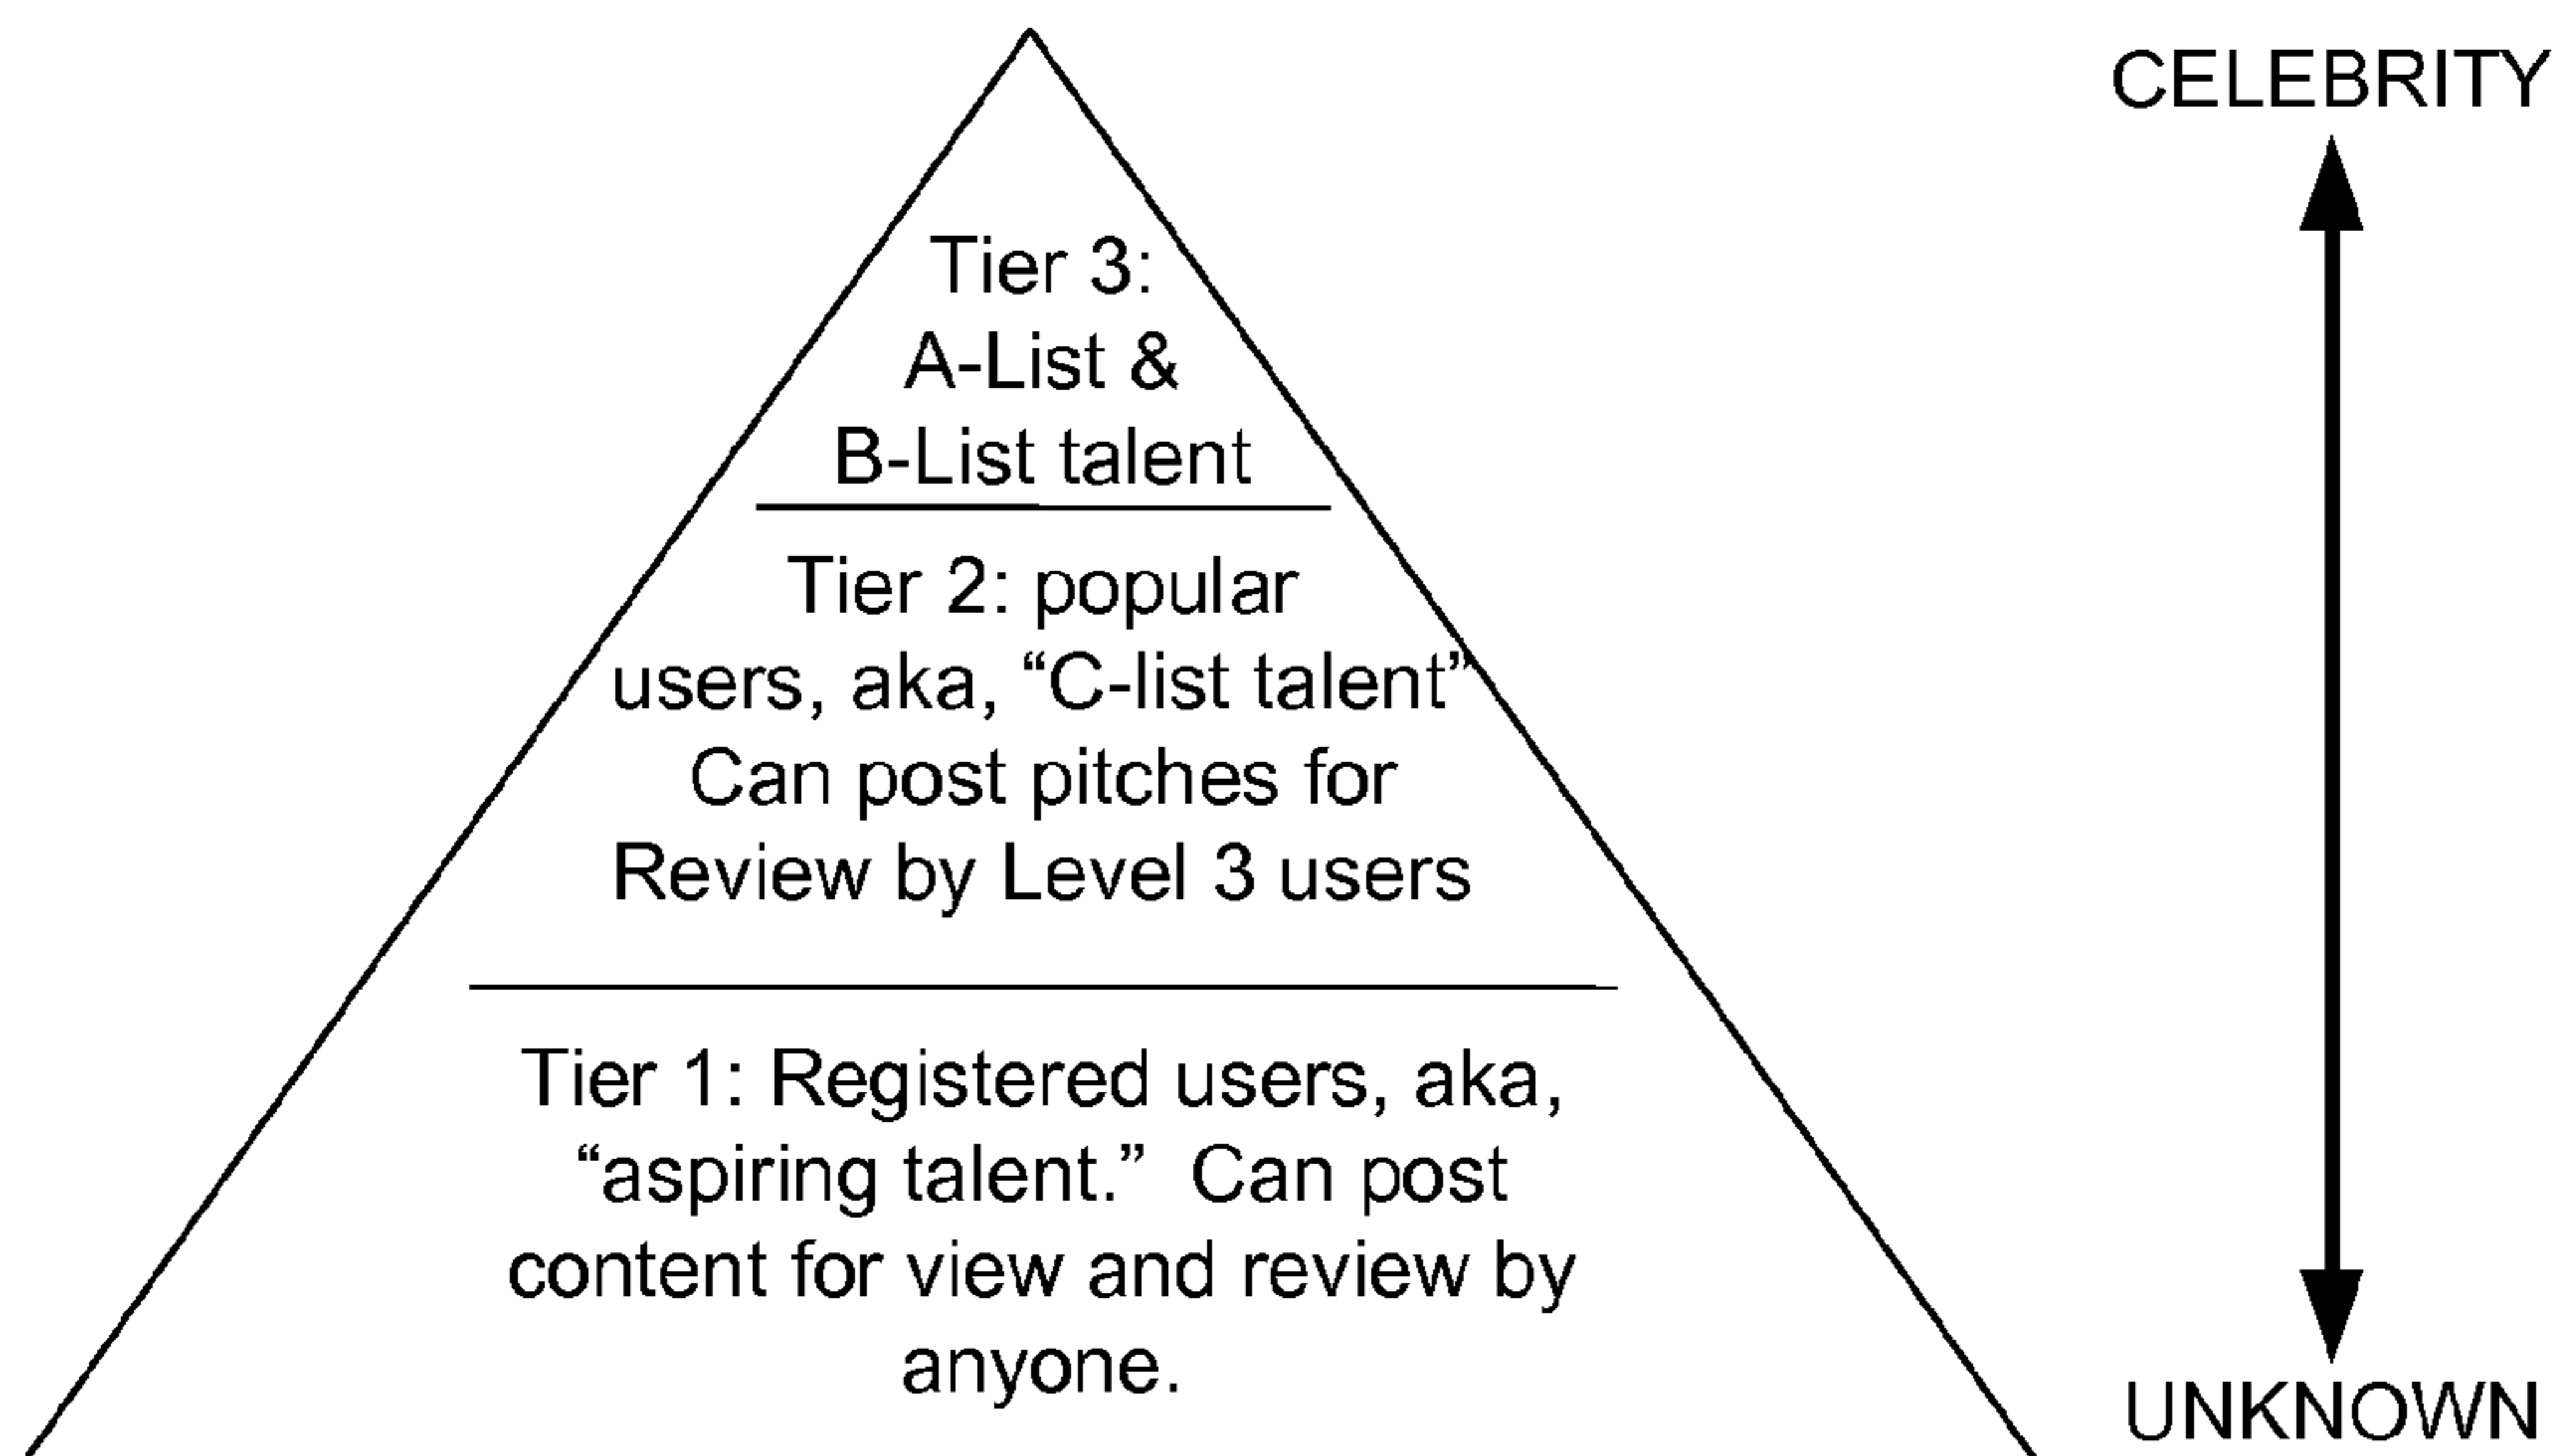 CELEBRITY
Tier 3:
A-List &
B-List talent
Tier 2: popular
users, aka, “C-list talent”
Can post pitches for
Review by Level 3 users
Tier 1: Registered users, aka,
“aspiring talent.”  Can post
content for view and review by
anyone.
UNKNOWN